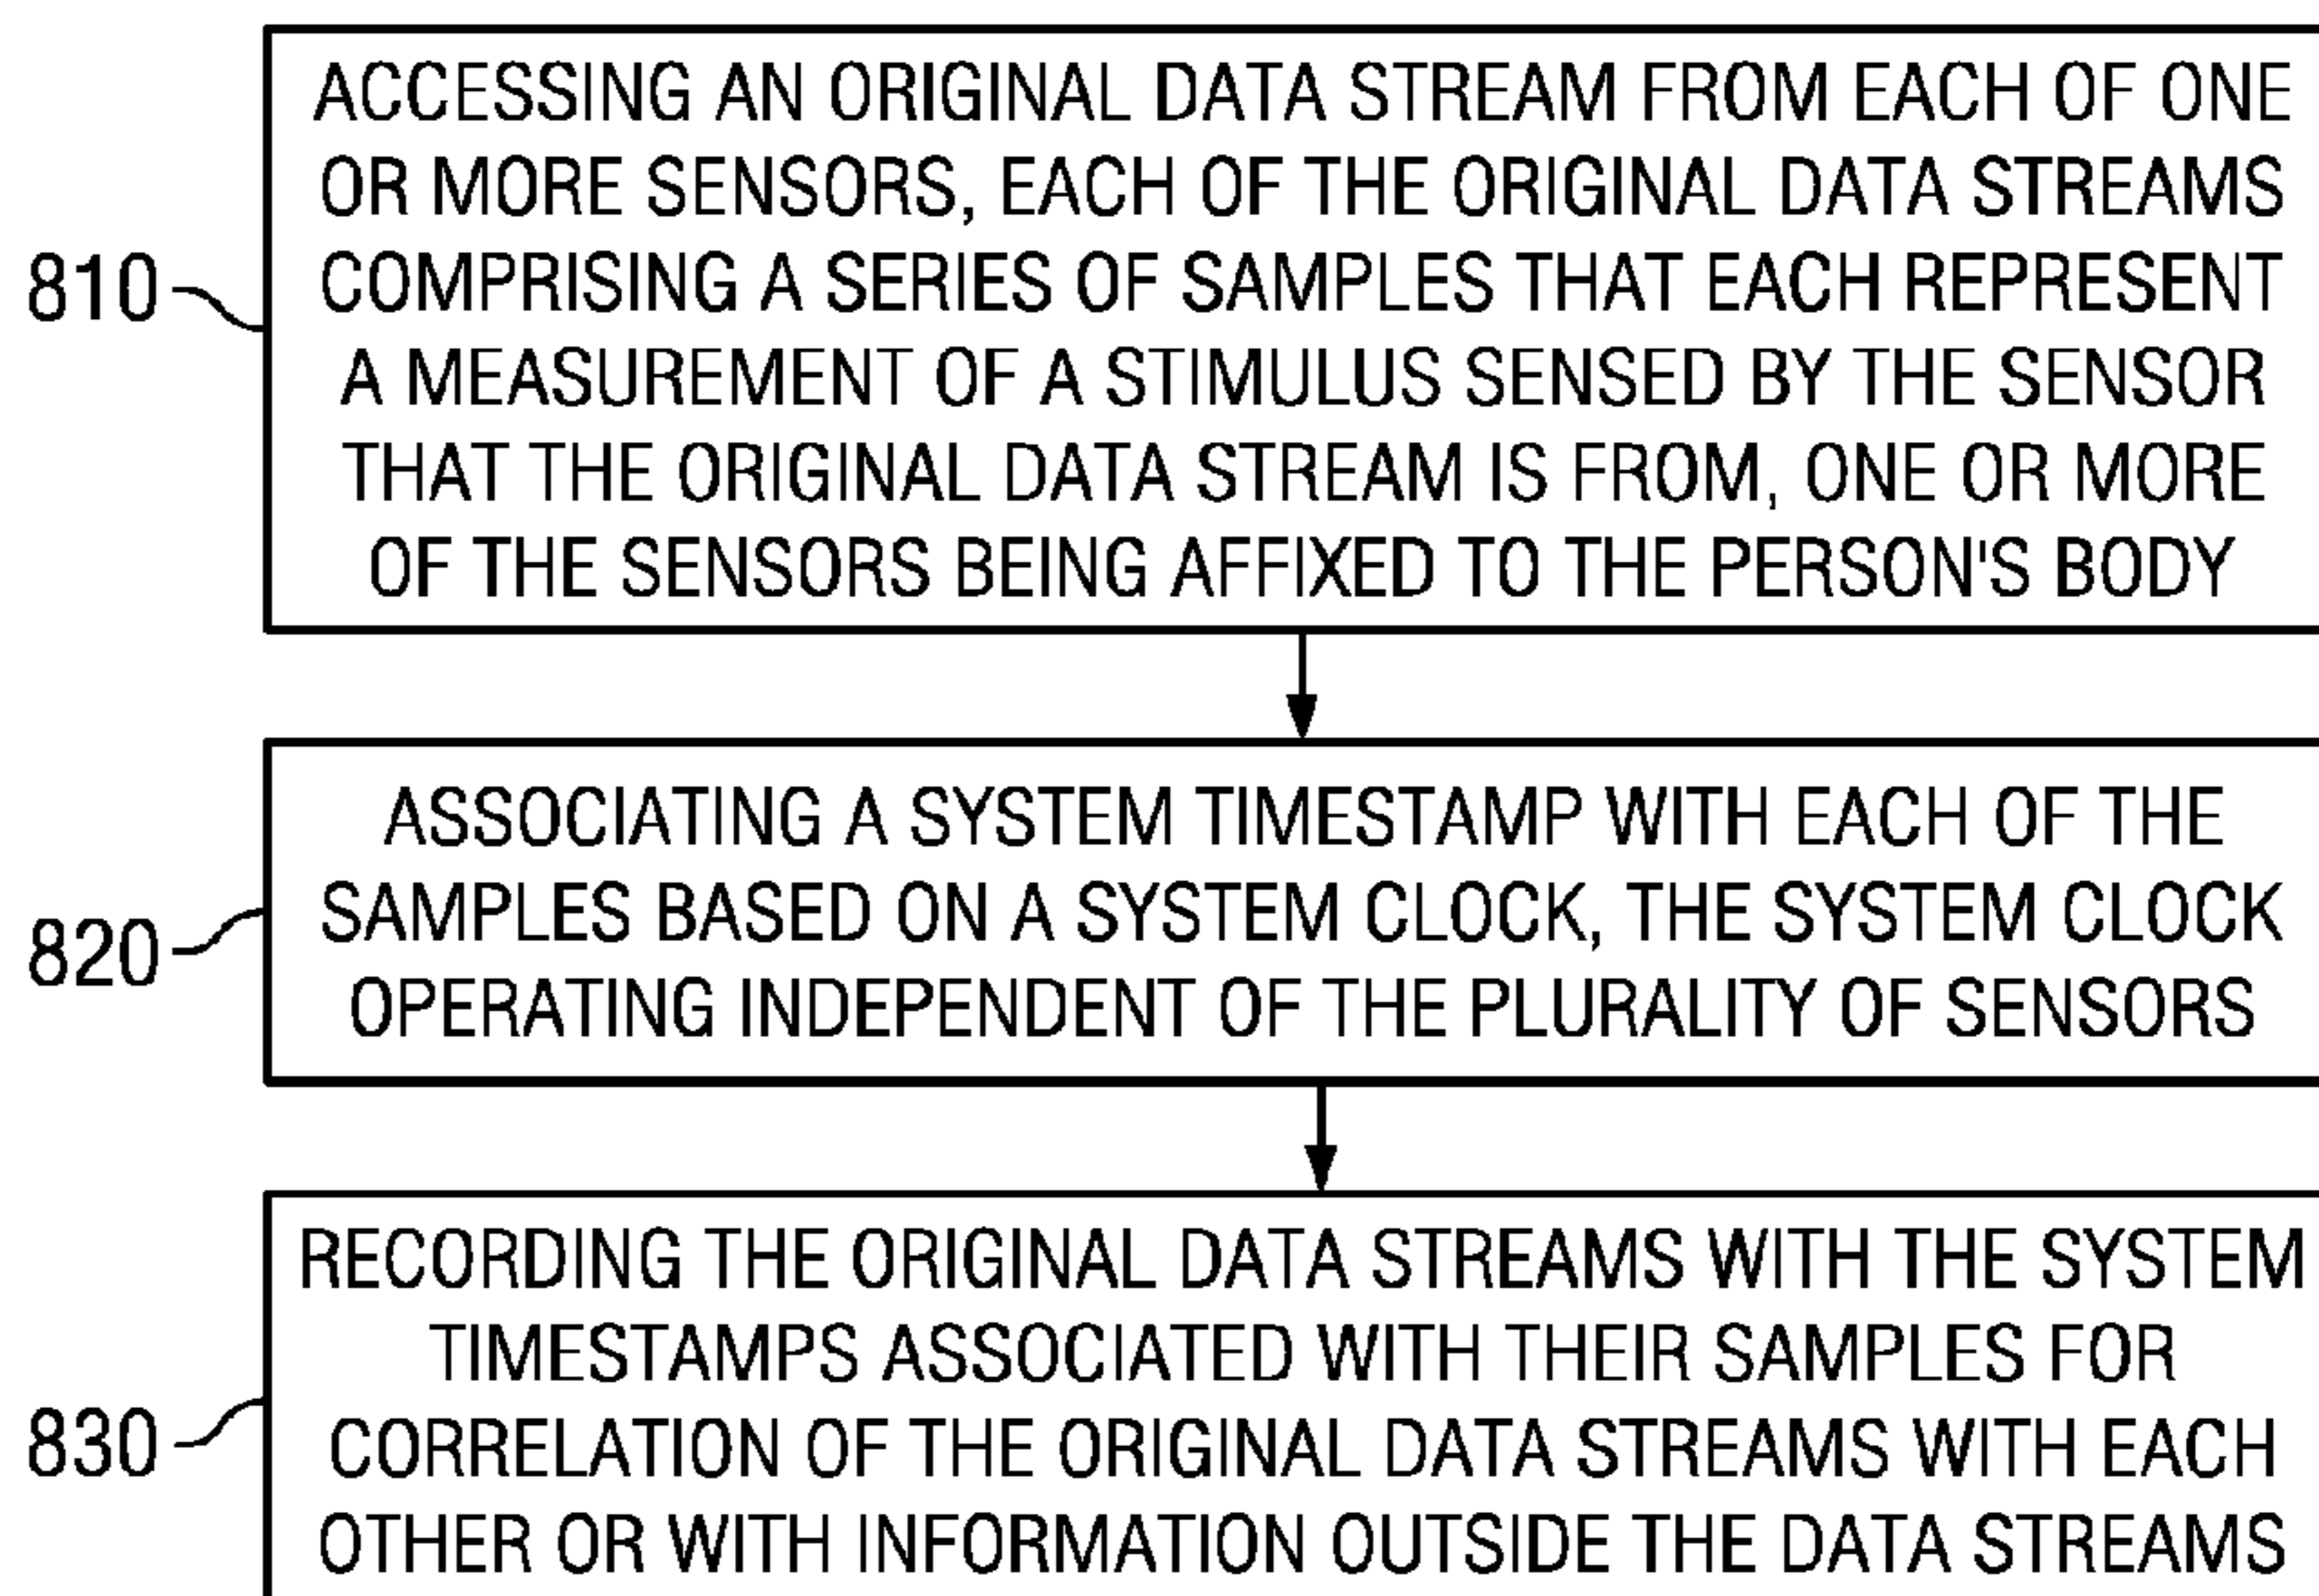 ACCESSING AN ORIGINAL DATA STREAM FROM EACH OF ONE
OR MORE SENSORS, EACH OF THE ORIGINAL DATA STREAMS
COMPRISING A SERIES OF SAMPLES THAT EACH REPRESENT
A MEASUREMENT OF A STIMULUS SENSED BY THE SENSOR
THAT THE ORIGINAL DATA STREAM IS FROM, ONE OR MORE
OF THE SENSORS BEING AFFIXED TO THE PERSON'S BODY
810
ASSOCIATING A SYSTEM TIMESTAMP WITH EACH OF THE
SAMPLES BASED ON A SYSTEM CLOCK, THE SYSTEM CLOCK
OPERATING INDEPENDENT OF THE PLURALITY OF SENSORS
820
RECORDING THE ORIGINAL DATA STREAMS WITH THE SYSTEM
TIMESTAMPS ASSOCIATED WITH THEIR SAMPLES FOR
CORRELATION OF THE ORIGINAL DATA STREAMS WITH EACH
OTHER OR WITH INFORMATION OUTSIDE THE DATA STREAMS
830